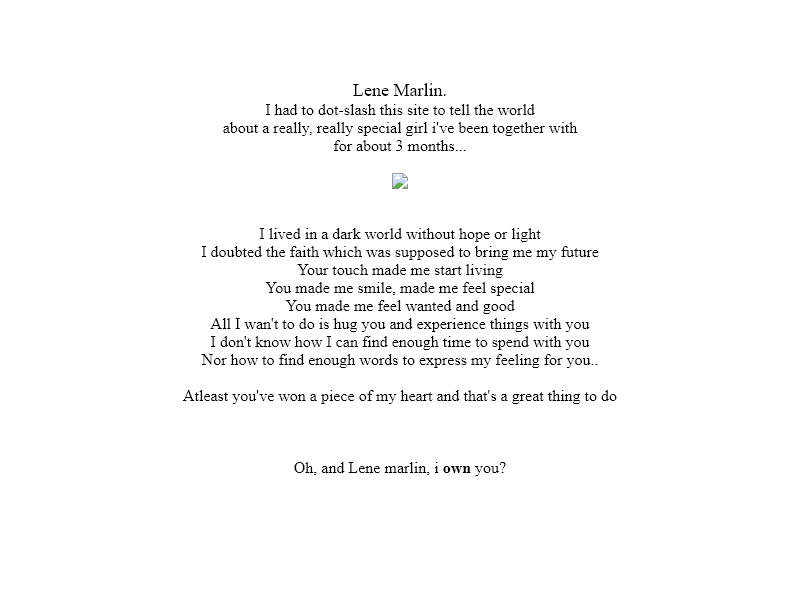 Lene Marlin.
I had to dot-slash this site to tell the world
about a really, really special girl i've been together with
for about 3 months...
I lived in a dark world without hope or light
I doubted the faith which was supposed to bring me my future
Your touch made me start living
You made me smile, made me feel special
You made me feel wanted and good
All I wan't to do is hug you and experience things with you
I don't know how I can find enough time to spend with you
Nor how to find enough words to express my feeling for you..
Atleast you've won a piece of my heart and that's a great thing to do
Oh, and Lene marlin, i own you?